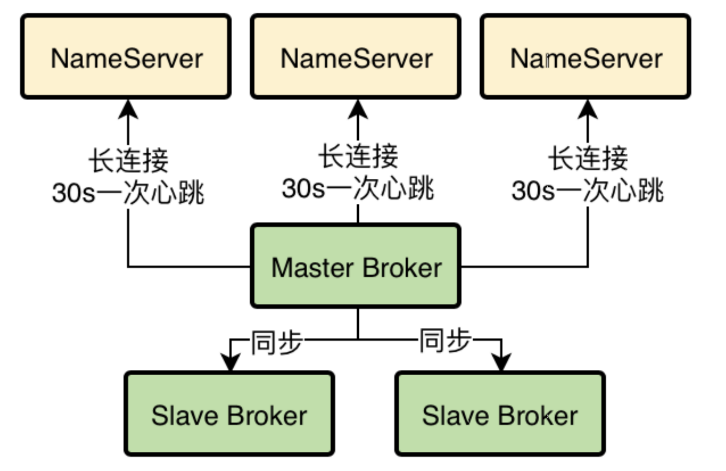 NameServer
NameServer
NameServer
长连接
30s一次心跳
长连接
30s一次心跳
长连接
30s一次心跳
Master Broker
同步
同步
Slave Broker
Slave Broker